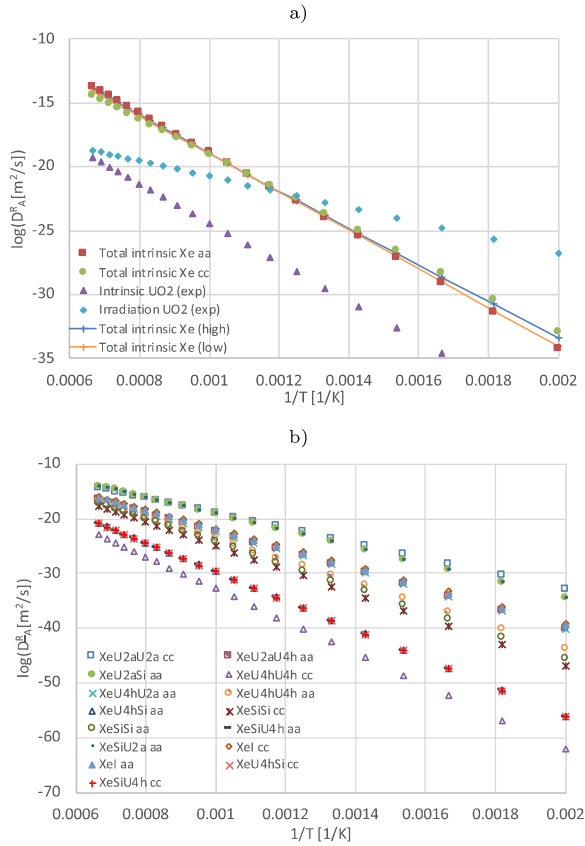 a)
-10
-15
-20
-25
-30
-35
log(D^R_A [m²/s])
Total intrinsic Xe aa
Total intrinsic Xe cc
Intrinsic UO2 (exp)
Irradiation UO2 (exp)
Total intrinsic Xe (high)
Total intrinsic Xe (low)
0.0006 0.0008 0.001 0.0012 0.0014 0.0016 0.0018 0.002
1/T [1/K]
b)
-10
-20
-30
-40
-50
-60
-70
log(D^R_A [m²/s])
XeU2aU2a cc XeU2aU4h aa
XeU2aSi aa XeU4hU4h cc
XeU4hU2a aa XeU4hU4h aa
XeU4hSi aa XeSiSi cc
XeSiSi aa XeSiU4h aa
XeSiU2a aa XeI cc
XeI aa XeU4hSi cc
XeSiU4h cc
0.0006 0.0008 0.001 0.0012 0.0014 0.0016 0.0018 0.002
1/T [1/K]